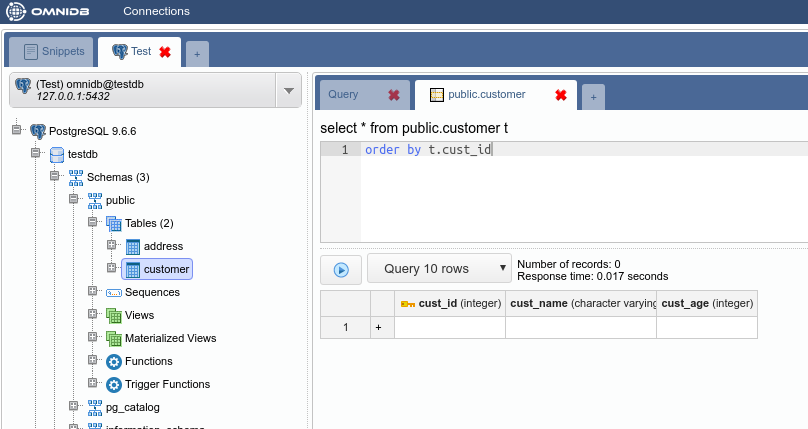 OMNIDB Connections
Snippets Test +
(Test) omnidb@testdb
127.0.0.1:5432
PostgreSQL 9.6.6
testdb
Schemas (3)
public
Tables (2)
address
customer
Sequences
Views
Materialized Views
Functions
Trigger Functions
pg_catalog
information_schema
Query public.customer +
select * from public.customer t
1 order by t.cust_id
Query 10 rows
Number of records: 0
Response time: 0.017 seconds
cust_id (integer) cust_name (character varying cust_age (integer)
1 +